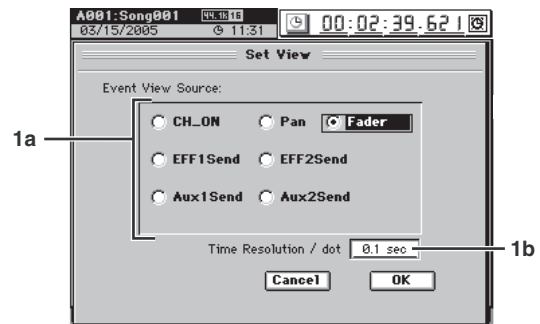 A001:Song001 44.1K 16
03/15/2005 11:31 00:02:39.621
Set View
Event View Source:
CH_ON Pan Fader
1a
EFF1Send EFF2Send
Aux1Send Aux2Send
Time Resolution / dot 0.1 sec 1b
Cancel OK